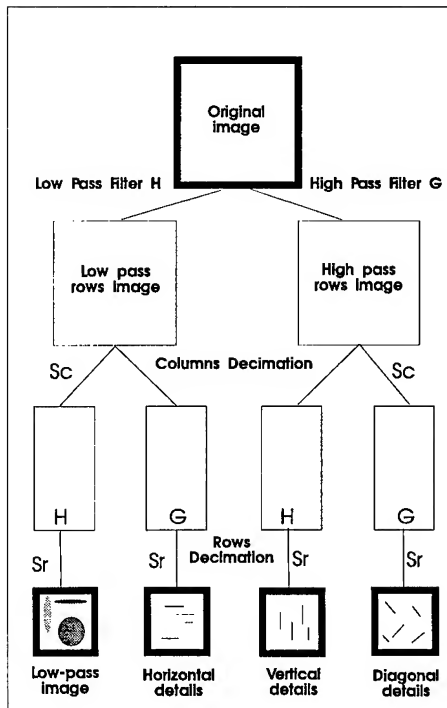 Original
image
Low Pass Filter H
High Pass Filter G
Low pass
rows image
High pass
rows image
Sc
Columns Decimation
Sc
H
G
H
G
Rows
Decimation
Sr
Sr
Sr
Sr
Low-pass
image
Horizontal
details
Vertical
details
Diagonal
details